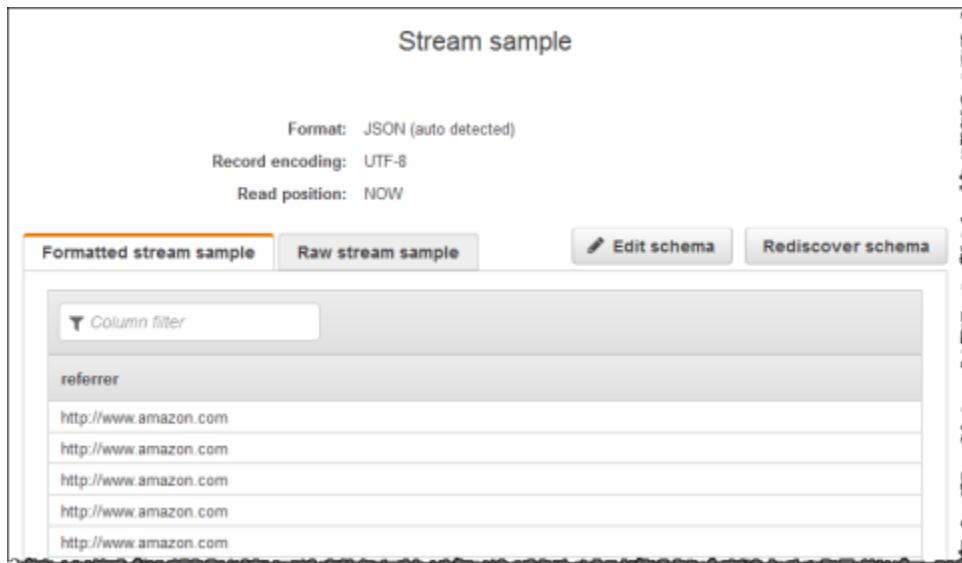 Stream sample
Format: JSON (auto detected)
Record encoding: UTF-8
Read position: NOW
Formatted stream sample Raw stream sample Edit schema Rediscover schema
Column filter
referrer
http://www.amazon.com
http://www.amazon.com
http://www.amazon.com
http://www.amazon.com
http://www.amazon.com